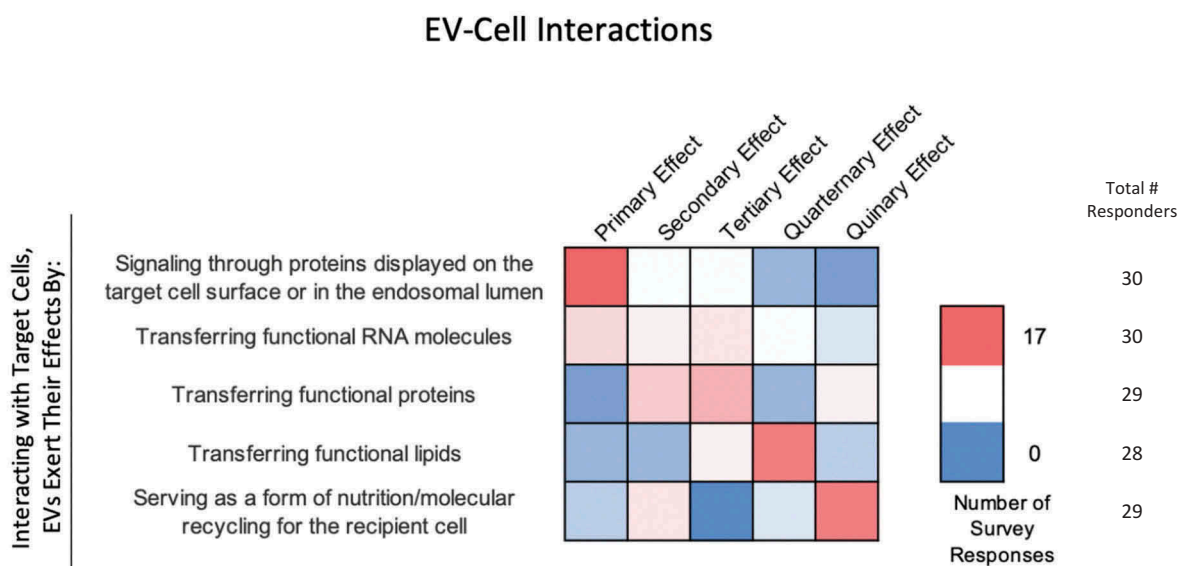 EV-Cell Interactions
Primary Effect
Secondary Effect
Tertiary Effect
Quarternary Effect
Quinary Effect
Total #
Responders
Interacting with Target Cells,
EVs Exert Their Effects By:
Signaling through proteins displayed on the
target cell surface or in the endosomal lumen
30
Transferring functional RNA molecules
30
Transferring functional proteins
29
Transferring functional lipids
28
Serving as a form of nutrition/molecular
recycling for the recipient cell
29
17
0
Number of
Survey
Responses